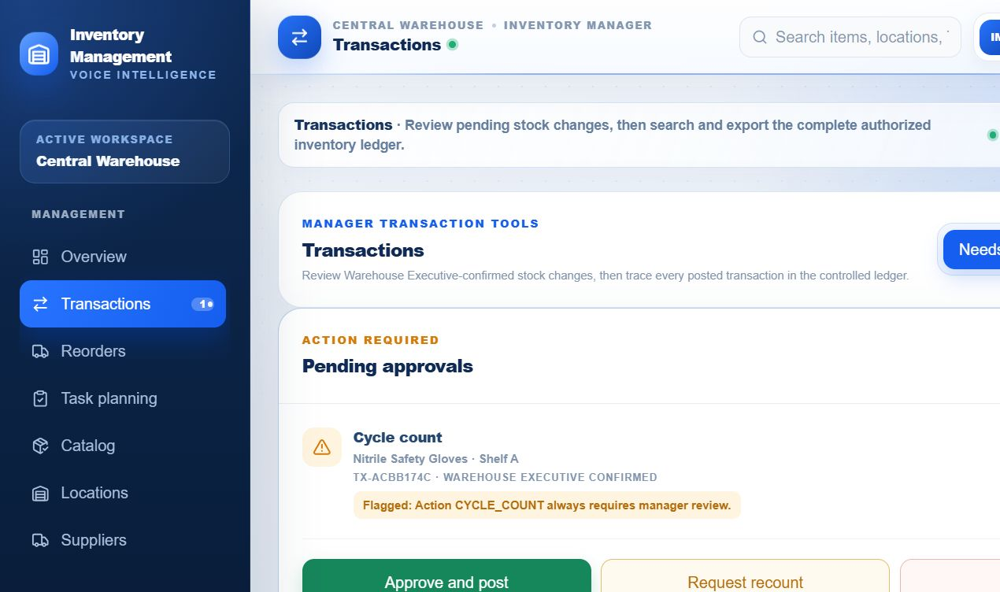 Inventory
Management
VOICE INTELLIGENCE
ACTIVE WORKSPACE
Central Warehouse
MANAGEMENT
Overview
Transactions 1
Reorders
Task planning
Catalog
Locations
Suppliers
CENTRAL WAREHOUSE • INVENTORY MANAGER
Transactions
Search items, locations,
Transactions · Review pending stock changes, then search and export the complete authorized
inventory ledger.
MANAGER TRANSACTION TOOLS
Transactions
Review Warehouse Executive-confirmed stock changes, then trace every posted transaction in the controlled ledger.
Needs
ACTION REQUIRED
Pending approvals
Cycle count
Nitrile Safety Gloves · Shelf A
TX-ACBB174C · WAREHOUSE EXECUTIVE CONFIRMED
Flagged: Action CYCLE_COUNT always requires manager review.
Approve and post
Request recount